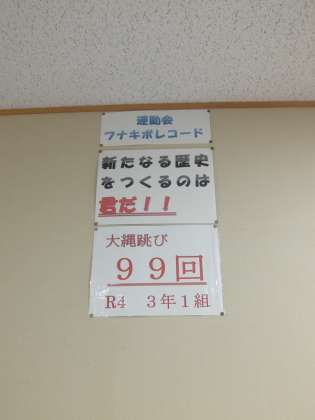 運動会
フナキボレコード
新たなる歴史
をつくるのは
君だ!!
大縄跳び
99回
R4 3年1組